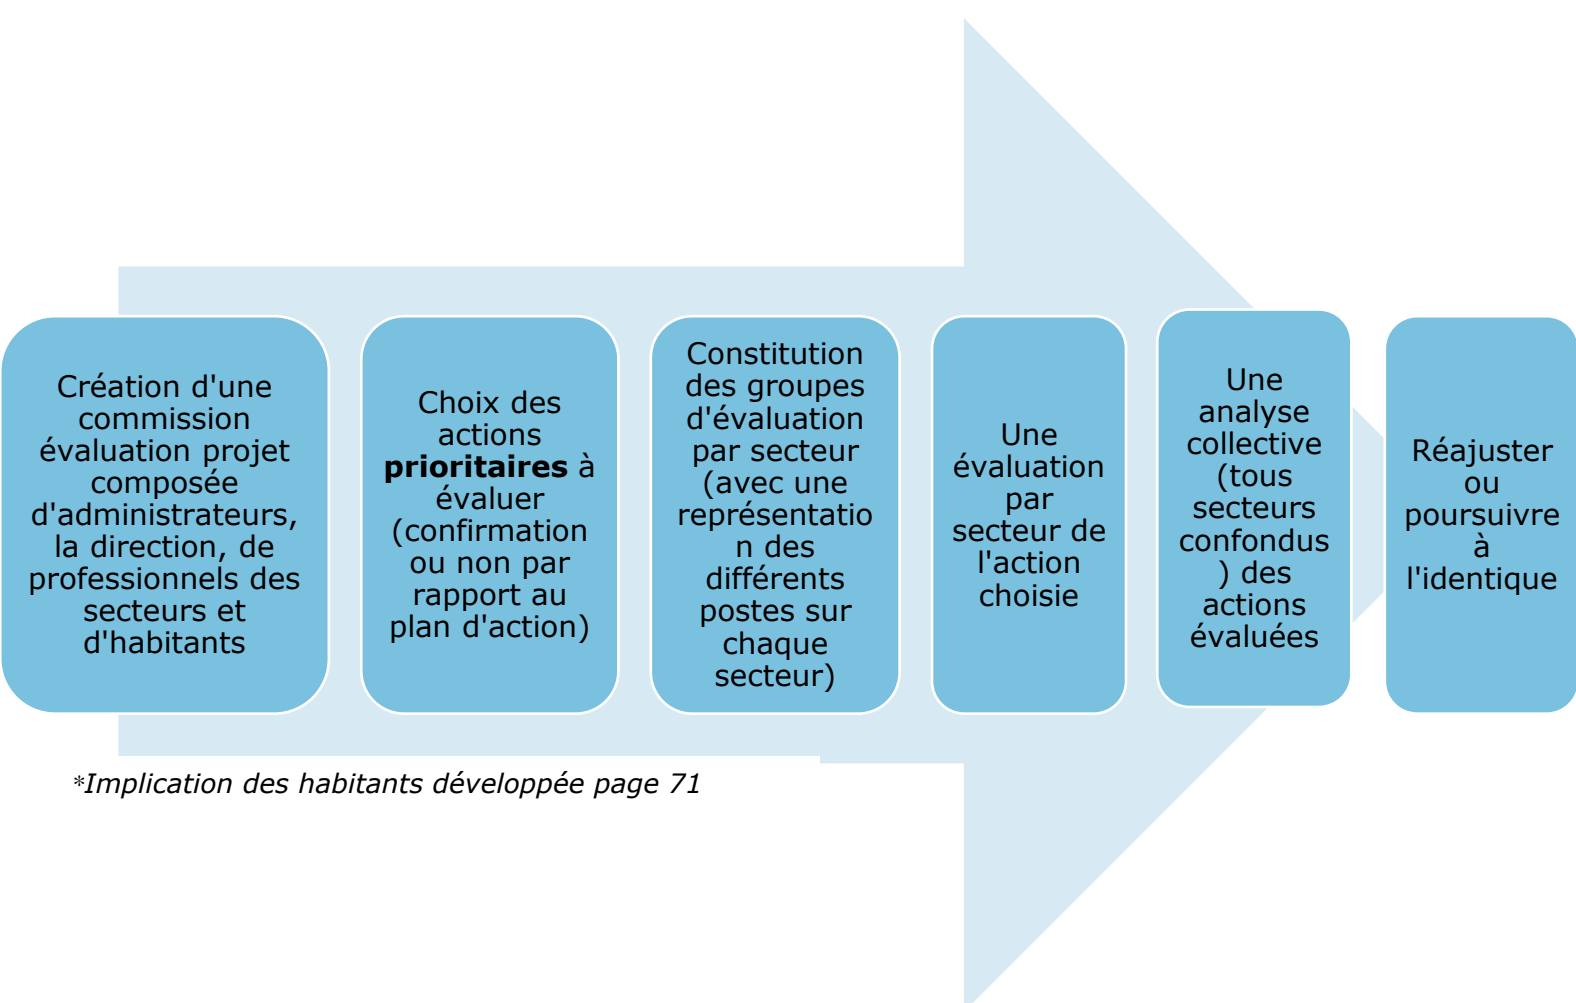 Création d'une
commission
évaluation projet
composée
d'administrateurs,
la direction, de
professionnels des
secteurs et
d'habitants
Choix des
actions
prioritaires à
évaluer
(confirmation
ou non par
rapport au
plan d'action)
Constitution
des groupes
d'évaluation
par secteur
(avec une
représentatio
n des
différents
postes sur
chaque
secteur)
Une
évaluation
par
secteur de
l'action
choisie
Une
analyse
collective
(tous
secteurs
confondus
) des
actions
évaluées
Réajuster
ou
poursuivre
à
l'identique
*Implication des habitants développée page 71